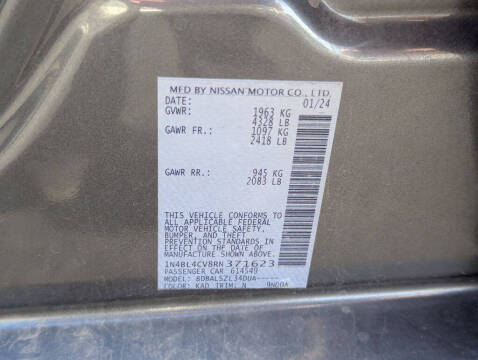 MFD BY NISSAN MOTOR CO., LTD.
DATE: 01/24
GVWR: 1963 KG
4328 LB
GAWR FR.: 1097 KG
2418 LB
GAWR RR.: 945 KG
2083 LB
THIS VEHICLE CONFORMS TO
ALL APPLICABLE FEDERAL
MOTOR VEHICLE SAFETY,
BUMPER, AND THEFT
PREVENTION STANDARDS IN
EFFECT ON THE DATE OF
MANUFACTURE SHOWN ABOVE.
1N4BL4CV8RN371623
PASSENGER CAR 614549
MODEL: BDBALSZL34DUA-----
COLOR: KAD TRIM: N 9ND0A